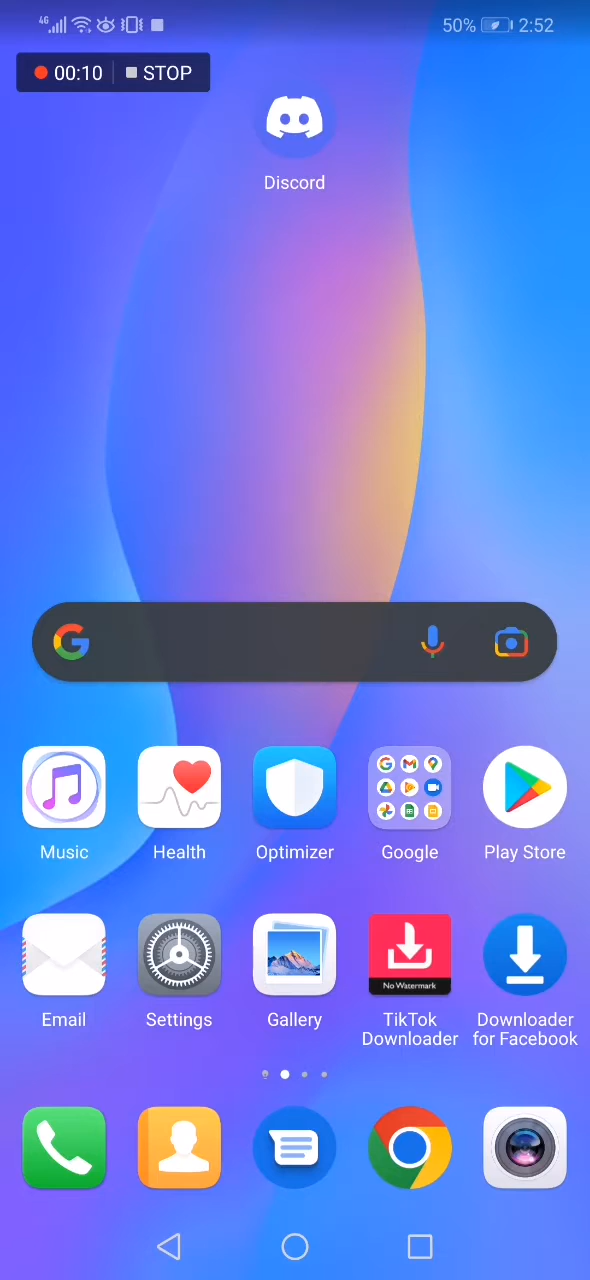 4G
50%
2:52
00:10
STOP
Discord
Music
Health
Optimizer
Google
Play Store
No Watermark
Email
Settings
Gallery
TikTok
Downloader
Downloader
for Facebook